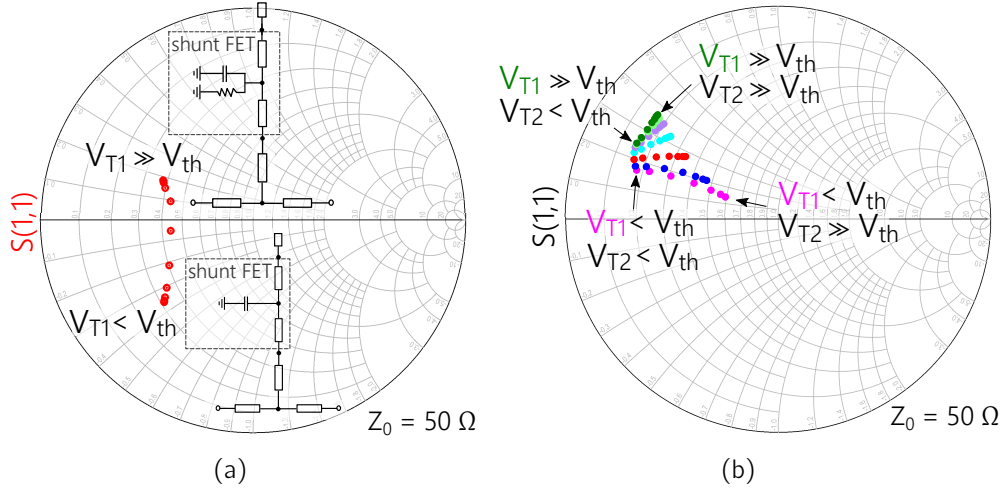 shunt FET
V_T1 ≫ V_th
S(1,1)
shunt FET
V_T1 < V_th
Z_0 = 50 Ω
(a)
V_T1 ≫ V_th
V_T2 ≫ V_th
V_T1 ≫ V_th
V_T2 < V_th
S(1,1)
V_T1 < V_th
V_T2 ≫ V_th
V_T1 < V_th
V_T2 < V_th
Z_0 = 50 Ω
(b)